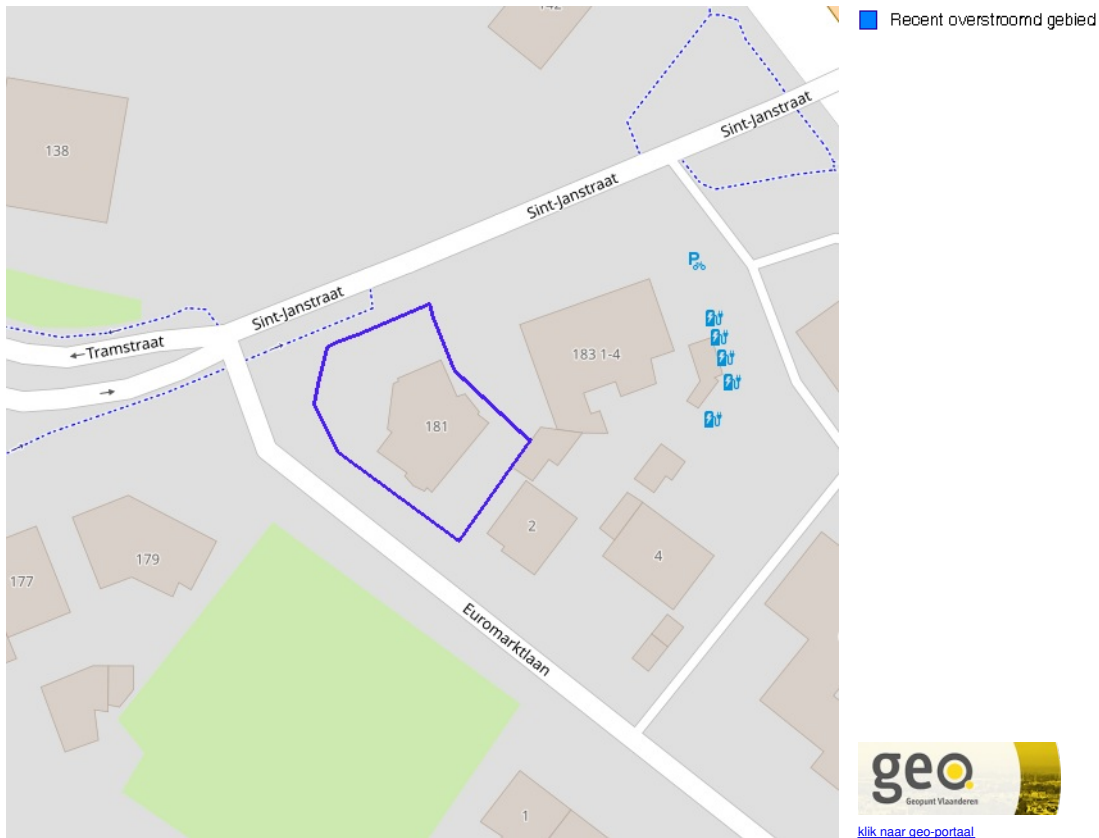 142
Recent overstroomd gebied
Sint-Janstraat
138
Sint-Janstraat
P
Sint-Janstraat
←Tramstraat
183 1-4
181
2
179
4
177
Euromarktlaan
1
geo
Geopunt Vlaanderen
klik naar geo-portaal